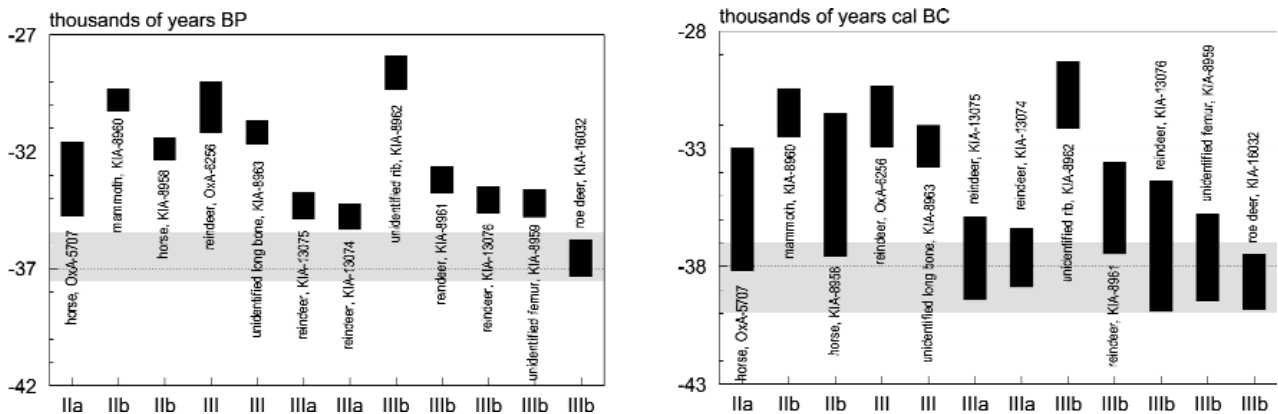 thousands of years BP
-27
-32
-37
-42
horse, OxA-5707
mammoth, KIA-8960
horse, KIA-8958
reindeer, OxA-6256
unidentified long bone, KIA-8963
reindeer, KIA-13075
reindeer, KIA-13074
unidentified rib, KIA-8962
reindeer, KIA-8961
reindeer, KIA-13076
unidentified femur, KIA-8959
roe deer, KIA-16032
IIa IIb IIb III III IIIa IIIa IIIb IIIb IIIb IIIb IIIb
thousands of years cal BC
-28
-33
-38
-43
horse, OxA-5707
mammoth, KIA-8960
horse, KIA-8958
reindeer, OxA-6256
unidentified long bone, KIA-8963
reindeer, KIA-13075
reindeer, KIA-13074
unidentified rib, KIA-8962
reindeer, KIA-8961
reindeer, KIA-13076
unidentified femur, KIA-8959
roe deer, KIA-16032
IIa IIb IIb III III IIIa IIIa IIIb IIIb IIIb IIIb IIIb